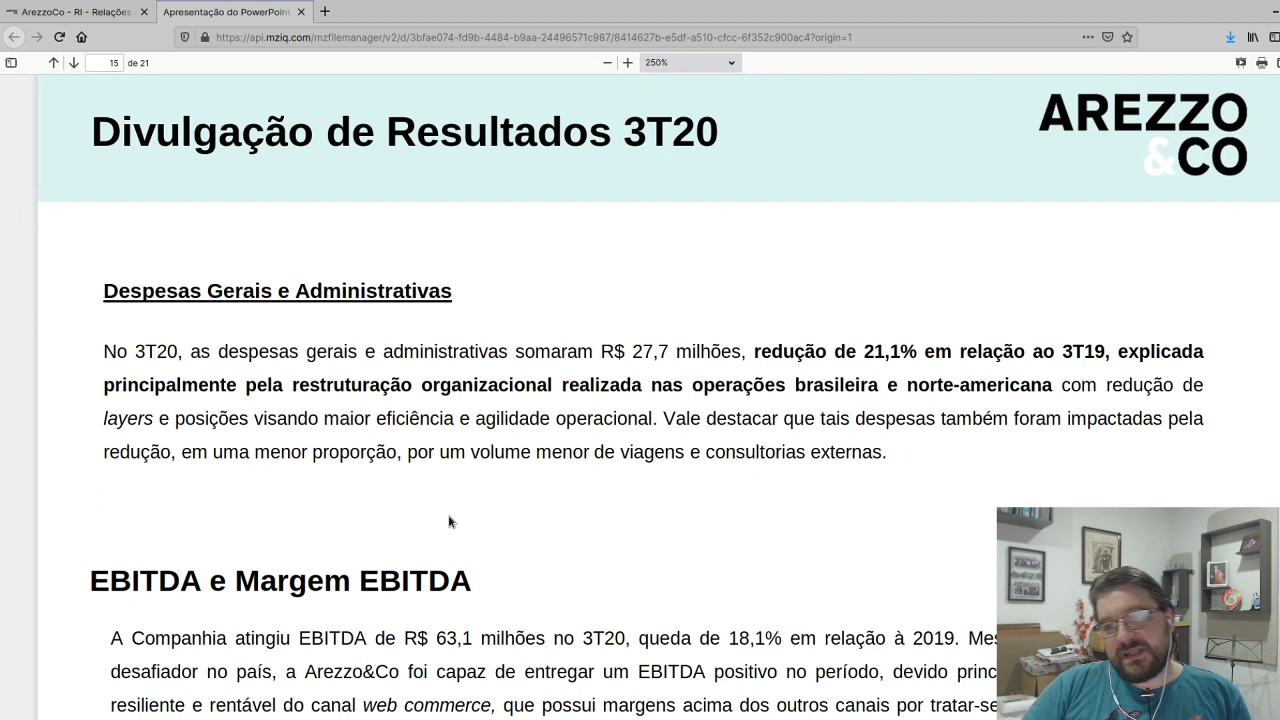 ArezzoCo - RI - Relações
Apresentação do PowerPoint
https://api.mziq.com/mzfilemanager/v2/d/3bfae074-fd9b-4484-b9aa-24496571c987/8414627b-e5df-a510-cfcc-6f352c900ac4?origin=1
15 de 21
250%
Divulgação de Resultados 3T20
AREZZO
&CO
Despesas Gerais e Administrativas
No 3T20, as despesas gerais e administrativas somaram R$ 27,7 milhões, redução de 21,1% em relação ao 3T19, explicada
principalmente pela restruturação organizacional realizada nas operações brasileira e norte-americana com redução de
layers e posições visando maior eficiência e agilidade operacional. Vale destacar que tais despesas também foram impactadas pela
redução, em uma menor proporção, por um volume menor de viagens e consultorias externas.
EBITDA e Margem EBITDA
A Companhia atingiu EBITDA de R$ 63,1 milhões no 3T20, queda de 18,1% em relação à 2019. Mes
desafiador no país, a Arezzo&Co foi capaz de entregar um EBITDA positivo no período, devido princ
resiliente e rentável do canal web commerce, que possui margens acima dos outros canais por tratar-se